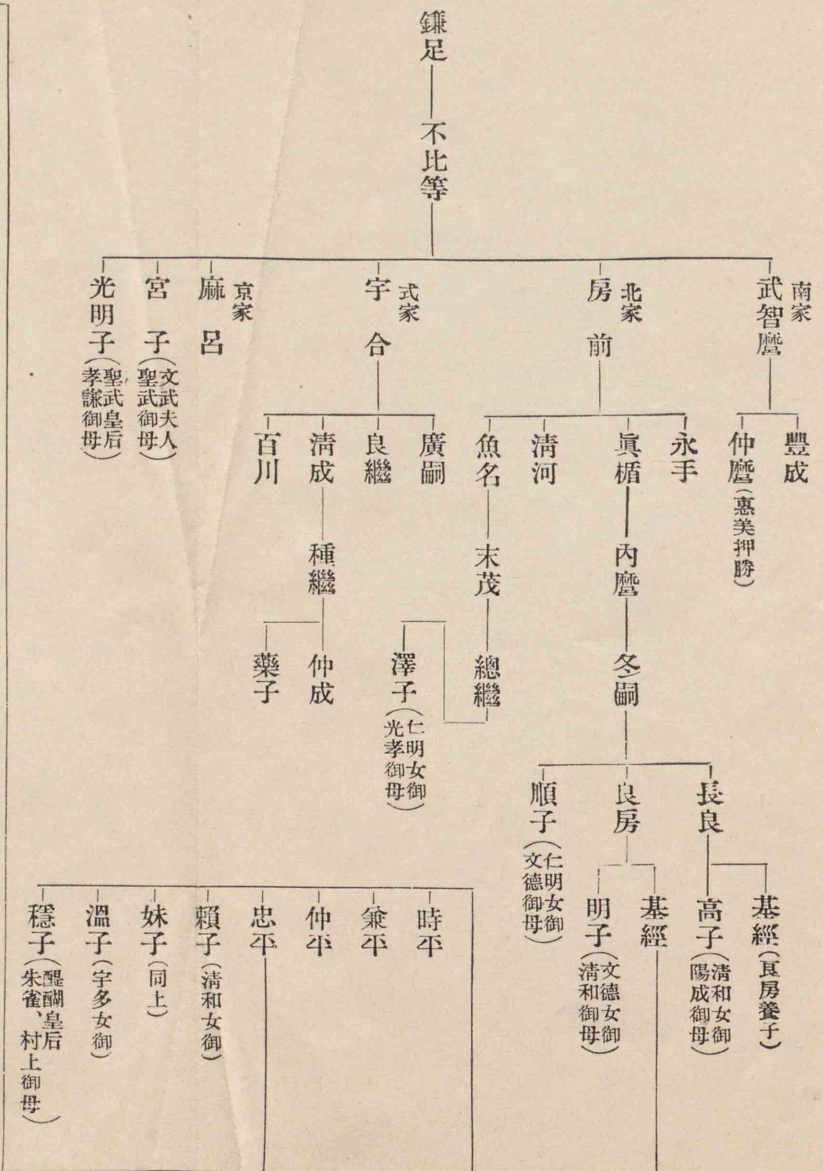 鎌足
不比等
南家
武智麿
北家
房前
式家
宇合
京家
麻呂
宮子(文武夫人
聖武御母)
光明子(聖武皇后
孝謙御母)
豐成
仲麿(惠美押勝)
永手
眞楯
淸河
魚名
廣嗣
良繼
淸成
百川
內麿
末茂
種繼
冬嗣
總繼
澤子(仁明女御
光孝御母)
仲成
藥子
長良
良房
順子(仁明女御
文德御母)
基經(良房養子)
高子(淸和女御
陽成御母)
基經
明子(文德女御
淸和御母)
時平
兼平
仲平
忠平
賴子(淸和女御)
妹子(同上)
溫子(宇多女御)
穩子(醍醐皇后
朱雀、村上御母)